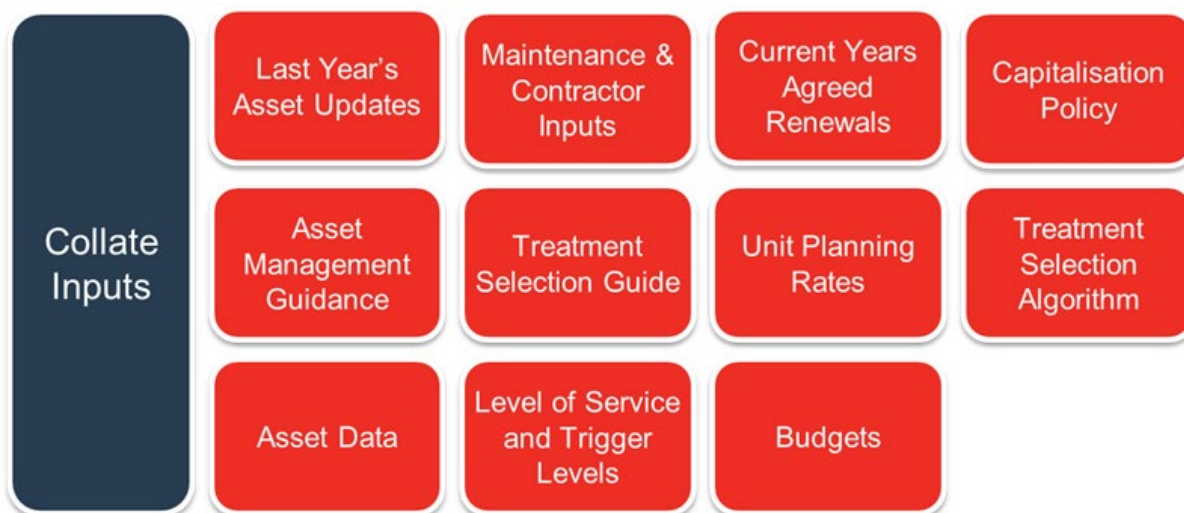 Collate
Inputs
Last Year's
Asset Updates
Maintenance &
Contractor
Inputs
Current Years
Agreed
Renewals
Capitalisation
Policy
Asset
Management
Guidance
Treatment
Selection Guide
Unit Planning
Rates
Treatment
Selection
Algorithm
Asset Data
Level of Service
and Trigger
Levels
Budgets